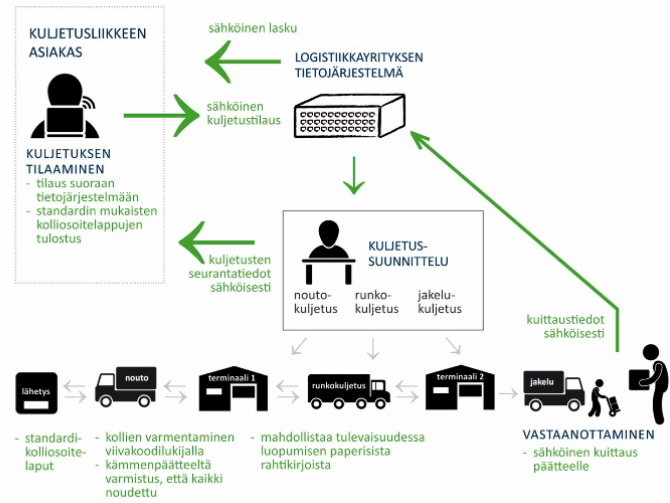 KULJETUSLIIKKEEN
ASIAKAS
sähköinen lasku
LOGISTIIKKAYRITYKSEN
TIETOJÄRJESTELMÄ
sähköinen
kuljetustilaus
KULJETUKSEN
TILAAMINEN
- tilaus suoraan
tietojärjestelmään
- standardin mukaisten
kolliosoitelappujen
tulostus
kuljetusten
seurantatiedot
sähköisesti
KULJETUS-
SUUNNITTELU
nouto-
kuljetus
runko-
kuljetus
jakelu-
kuljetus
kuittaustiedot
sähköisesti
lähetys
nouto
terminaali 1
runkokuljetus
terminaali 2
jakelu
- standardi-
kolliosoite-
laput
- kollien varmentaminen
viivakoodilukijalla
- kämmenpäätteeltä
varmistus, että kaikki
noudettu
- mahdollistaa tulevaisuudessa
luopumisen paperisista
rahtikirjoista
VASTAANOTTAMINEN
- sähköinen kuittaus
päätteelle